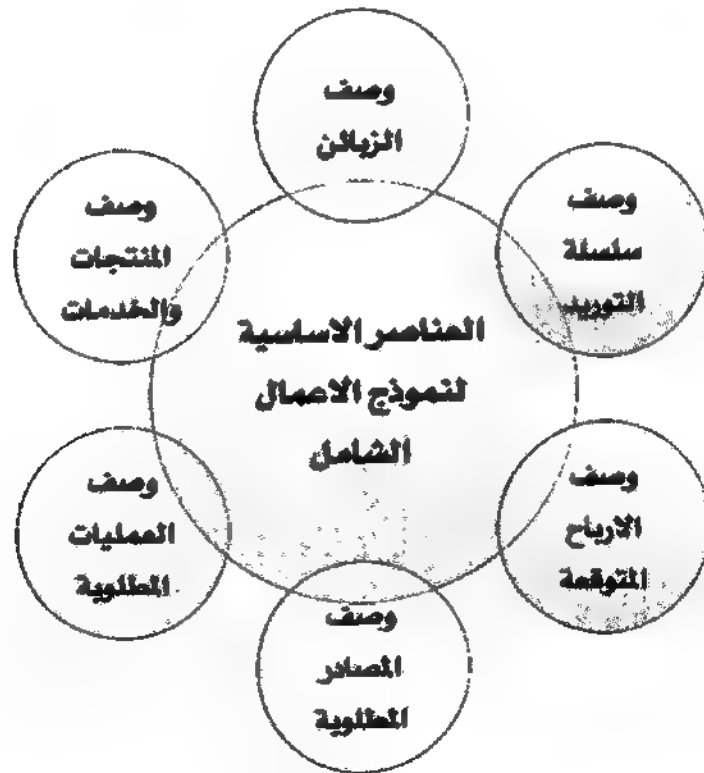 وصف
الزبائن
وصف
سلسلة
التوريد
وصف
الارباح
المتوقعة
وصف
المصادر
المطلوبة
وصف
العمليات
المطلوبة
وصف
المنتجات
والخدمات
العناصر الاساسية
لنموذج الاعمال
الشامل